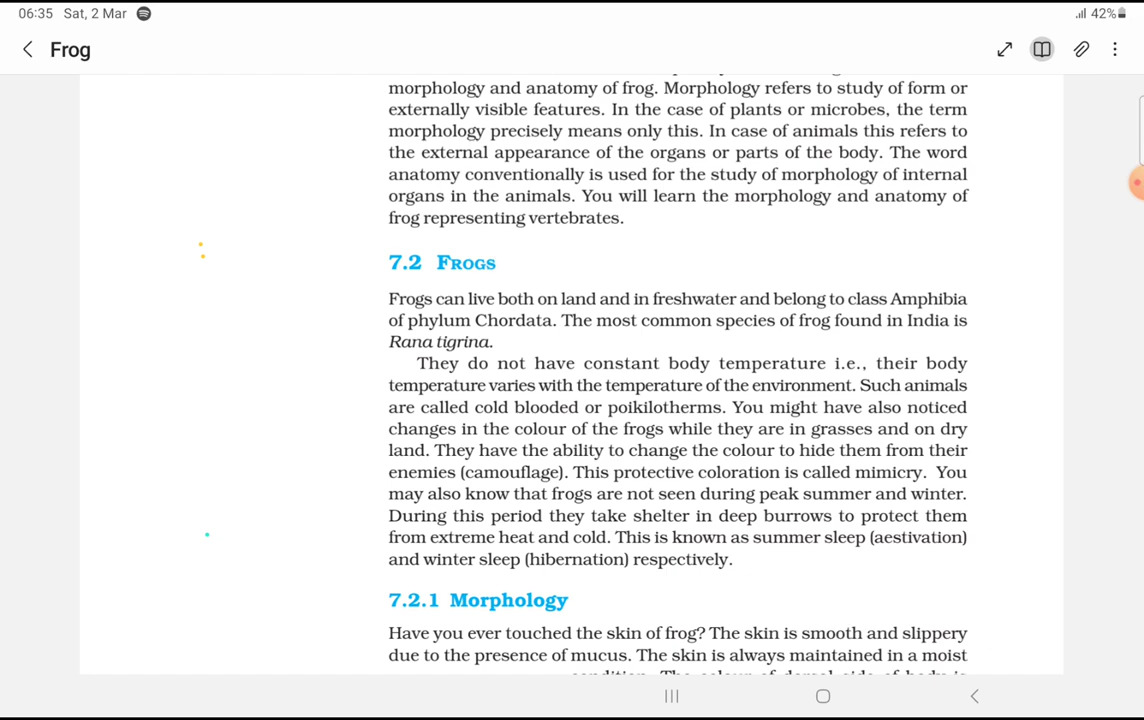 06:35 Sat, 2 Mar
42%
Frog
morphology and anatomy of frog. Morphology refers to study of form or
externally visible features. In the case of plants or microbes, the term
morphology precisely means only this. In case of animals this refers to
the external appearance of the organs or parts of the body. The word
anatomy conventionally is used for the study of morphology of internal
organs in the animals. You will learn the morphology and anatomy of
frog representing vertebrates.
7.2 FROGS
Frogs can live both on land and in freshwater and belong to class Amphibia
of phylum Chordata. The most common species of frog found in India is
Rana tigrina.
They do not have constant body temperature i.e., their body
temperature varies with the temperature of the environment. Such animals
are called cold blooded or poikilotherms. You might have also noticed
changes in the colour of the frogs while they are in grasses and on dry
land. They have the ability to change the colour to hide them from their
enemies (camouflage). This protective coloration is called mimicry. You
may also know that frogs are not seen during peak summer and winter.
During this period they take shelter in deep burrows to protect them
from extreme heat and cold. This is known as summer sleep (aestivation)
and winter sleep (hibernation) respectively.
7.2.1 Morphology
Have you ever touched the skin of frog? The skin is smooth and slippery
due to the presence of mucus. The skin is always maintained in a moist